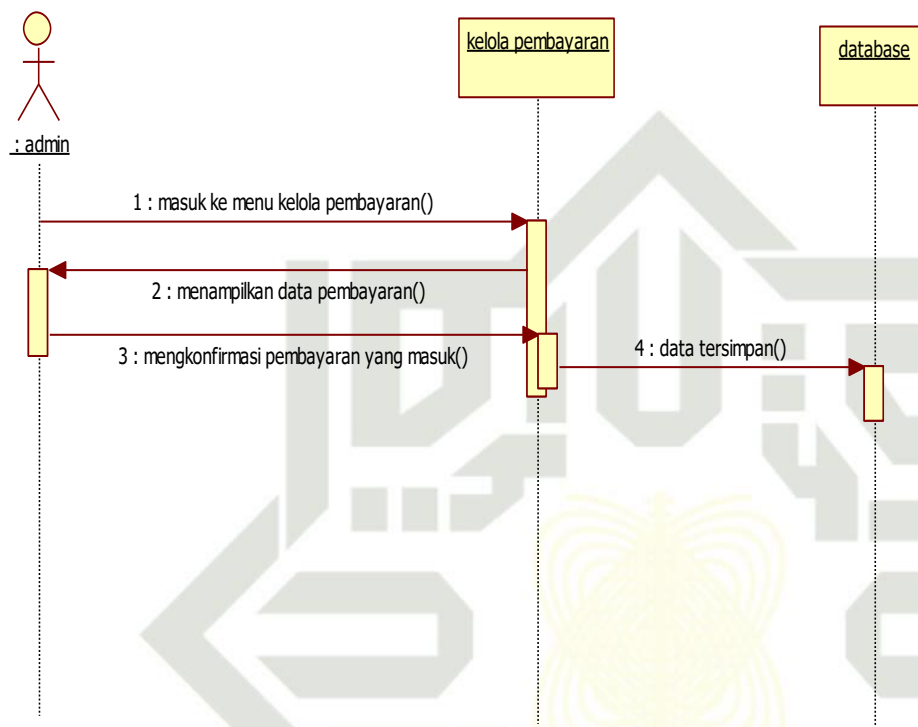 kelola pembayaran
database
: admin
1 : masuk ke menu kelola pembayaran()
2 : menampilkan data pembayaran()
3 : mengkonfirmasi pembayaran yang masuk()
4 : data tersimpan()